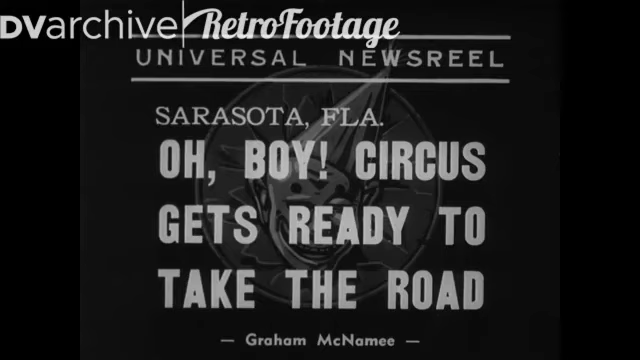 DVarchive | RetroFootage
UNIVERSAL NEWSREEL
SARASOTA, FLA.
OH, BOY! CIRCUS
GETS READY TO
TAKE THE ROAD
— Graham McNamee —